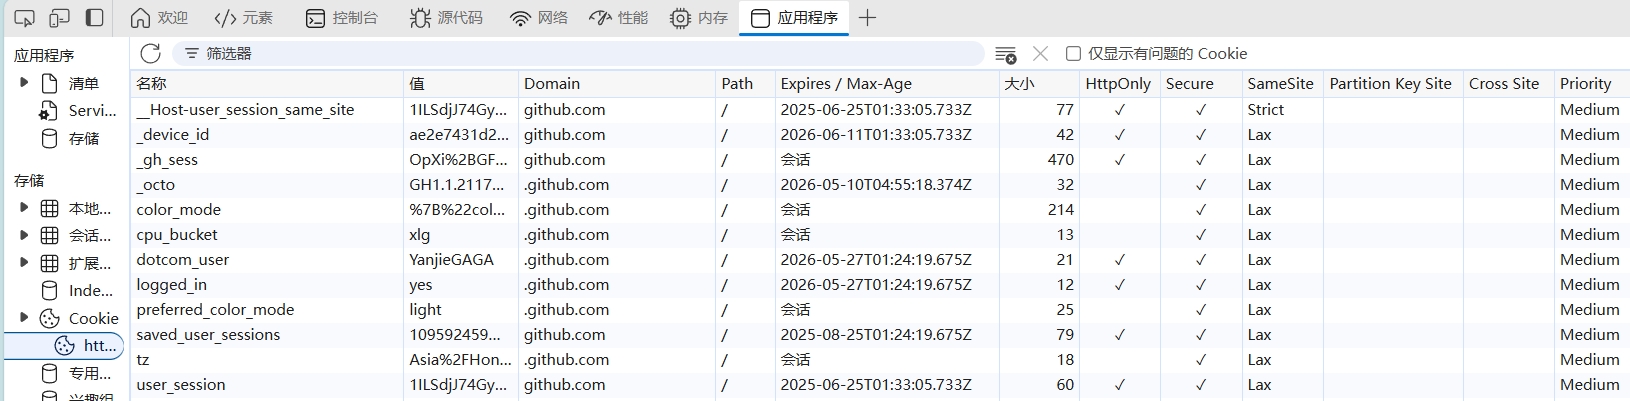 欢迎 元素 控制台 源代码 网络 性能 内存 应用程序
应用程序
清单
Servi...
存储
存储
本地...
会话...
扩展...
Inde...
Cookie
htt...
专用...
兴趣组
筛选器 仅显示有问题的 Cookie
名称 值 Domain Path Expires / Max-Age 大小 HttpOnly Secure SameSite Partition Key Site Cross Site Priority
__Host-user_session_same_site 1ILSdjJ74Gy... github.com / 2025-06-25T01:33:05.733Z 77 ✓ ✓ Strict Medium
_device_id ae2e7431d2... github.com / 2026-06-11T01:33:05.733Z 42 ✓ ✓ Lax Medium
_gh_sess OpXi%2BGF... github.com / 会话 470 ✓ ✓ Lax Medium
_octo GH1.1.2117... .github.com / 2026-05-10T04:55:18.374Z 32 ✓ Lax Medium
color_mode %7B%22col... .github.com / 会话 214 ✓ Lax Medium
cpu_bucket xlg .github.com / 会话 13 ✓ Lax Medium
dotcom_user YanjieGAGA .github.com / 2026-05-27T01:24:19.675Z 21 ✓ ✓ Lax Medium
logged_in yes .github.com / 2026-05-27T01:24:19.675Z 12 ✓ ✓ Lax Medium
preferred_color_mode light .github.com / 会话 25 ✓ Lax Medium
saved_user_sessions 109592459... github.com / 2025-08-25T01:24:19.675Z 79 ✓ ✓ Lax Medium
tz Asia%2FHon... .github.com / 会话 18 ✓ Lax Medium
user_session 1ILSdjJ74Gy... github.com / 2025-06-25T01:33:05.733Z 60 ✓ ✓ Lax Medium